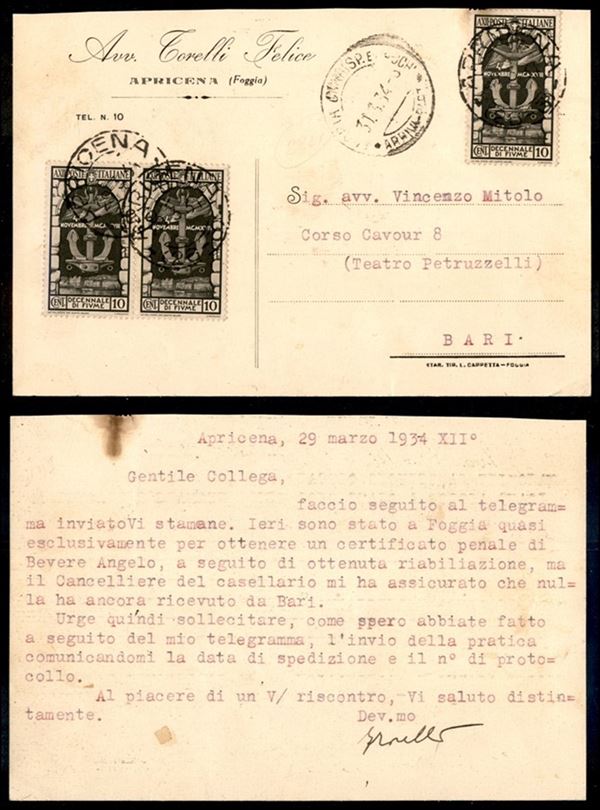 Avv. Torelli Felice
APRICENA (Foggia)
TEL. N. 10
POSTE ITALIANE
NOVEMBRE
DECENNALE
DI FIUME
10
POSTE ITALIANE
NOVEMBRE MCMXVIII
CENT. DECENNALE
DI FIUME 10
POSTE ITALIANE
NOVEMBRE MCMXVIII
CENT. DECENNALE
DI FIUME 10
Sig. avv. Vincenzo Mitolo
Corso Cavour 8
(Teatro Petruzzelli)
BARI.
STAB. TIP. L. CAPPETTA - FOGGIA
Apricena, 29 marzo 1934 XII°
Gentile Collega,
faccio seguito al telegram=
ma inviatoVi stamane. Ieri sono stato a Foggia quasi
esclusivamente per ottenere un certificato penale di
Bevere Angelo, a seguito di ottenuta riabiliazione, ma
il Cancelliere del casellario mi ha assicurato che nul=
la ha ancora ricevuto da Bari.
Urge quindi sollecitare, come spero abbiate fatto
a seguito del mio telegramma, l'invio della pratica
comunicandomi la data di spedizione e il n° di proto=
collo.
Al piacere di un V/ riscontro, Vi saluto distin=
tamente.
Dev.mo